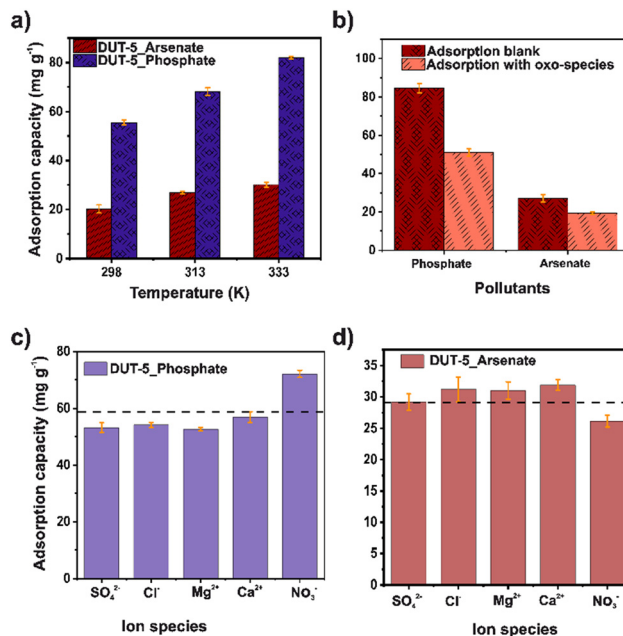 a)
DUT-5_Arsenate
DUT-5_Phosphate
Adsorption capacity (mg g⁻¹)
80
60
40
20
0
298
313
333
Temperature (K)
b)
Adsorption blank
Adsorption with oxo-species
100
80
60
40
20
0
Phosphate
Arsenate
Pollutants
c)
DUT-5_Phosphate
Adsorption capacity (mg g⁻¹)
80
60
40
20
0
SO₄²⁻
Cl⁻
Mg²⁺
Ca²⁺
No₃⁻
Ion species
d)
DUT-5_Arsenate
35
30
25
20
15
10
5
0
SO₄²⁻
Cl⁻
Mg²⁺
Ca²⁺
No₃⁻
Ion species